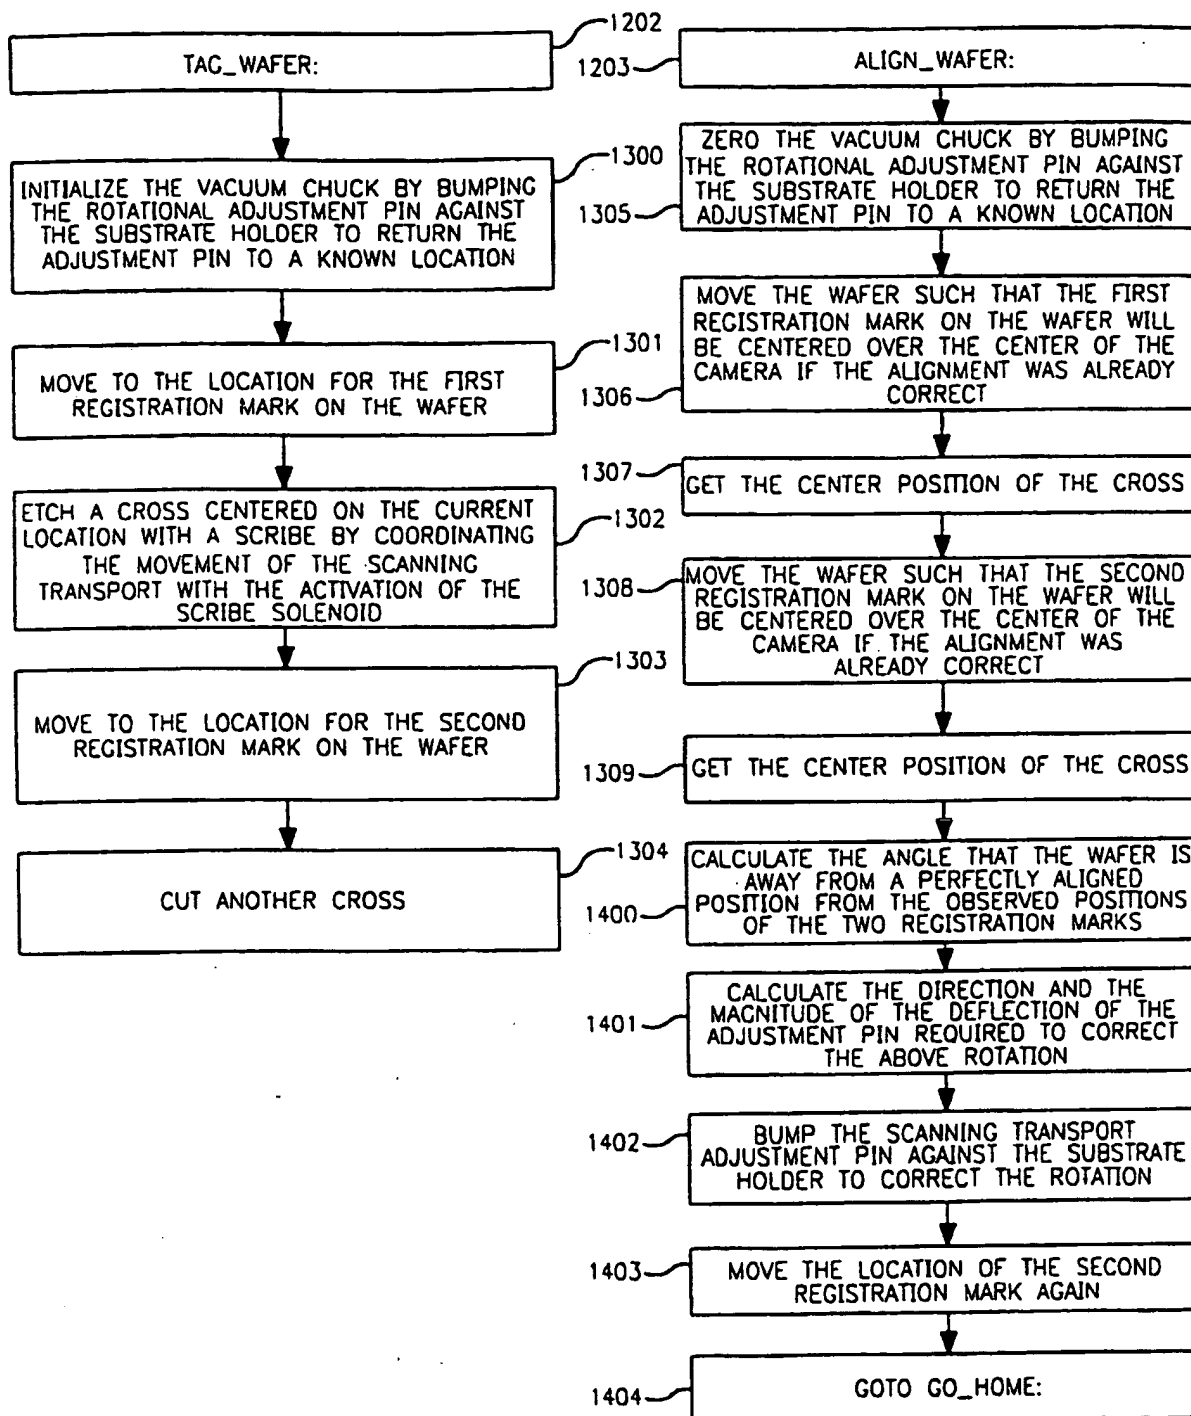 1202
TAG_WAFER:
1300
INITIALIZE THE VACUUM CHUCK BY BUMPING
THE ROTATIONAL ADJUSTMENT PIN AGAINST
THE SUBSTRATE HOLDER TO RETURN THE
ADJUSTMENT PIN TO A KNOWN LOCATION
1301
MOVE TO THE LOCATION FOR THE FIRST
REGISTRATION MARK ON THE WAFER
ETCH A CROSS CENTERED ON THE CURRENT
LOCATION WITH A SCRIBE BY COORDINATING
1302
THE MOVEMENT OF THE SCANNING
TRANSPORT WITH THE ACTIVATION OF THE
SCRIBE SOLENOID
1303
MOVE TO THE LOCATION FOR THE SECOND
REGISTRATION MARK ON THE WAFER
1304
CUT ANOTHER CROSS
1203
ALIGN_WAFER:
ZERO THE VACUUM CHUCK BY BUMPING
THE ROTATIONAL ADJUSTMENT PIN AGAINST
THE SUBSTRATE HOLDER TO RETURN THE
1305
ADJUSTMENT PIN TO A KNOWN LOCATION
MOVE THE WAFER SUCH THAT THE FIRST
REGISTRATION MARK ON THE WAFER WILL
BE CENTERED OVER THE CENTER OF THE
CAMERA IF THE ALIGNMENT WAS ALREADY
1306
CORRECT
1307
GET THE CENTER POSITION OF THE CROSS
1308
MOVE THE WAFER SUCH THAT THE SECOND
REGISTRATION MARK ON THE WAFER WILL
BE CENTERED OVER THE CENTER OF THE
CAMERA IF THE ALIGNMENT WAS
ALREADY CORRECT
1309
GET THE CENTER POSITION OF THE CROSS
CALCULATE THE ANGLE THAT THE WAFER IS
AWAY FROM A PERFECTLY ALIGNED
1400
POSITION FROM THE OBSERVED POSITIONS
OF THE TWO REGISTRATION MARKS
CALCULATE THE DIRECTION AND THE
MAGNITUDE OF THE DEFLECTION OF THE
1401
ADJUSTMENT PIN REQUIRED TO CORRECT
THE ABOVE ROTATION
1402
BUMP THE SCANNING TRANSPORT
ADJUSTMENT PIN AGAINST THE SUBSTRATE
HOLDER TO CORRECT THE ROTATION
1403
MOVE THE LOCATION OF THE SECOND
REGISTRATION MARK AGAIN
1404
GOTO GO_HOME: